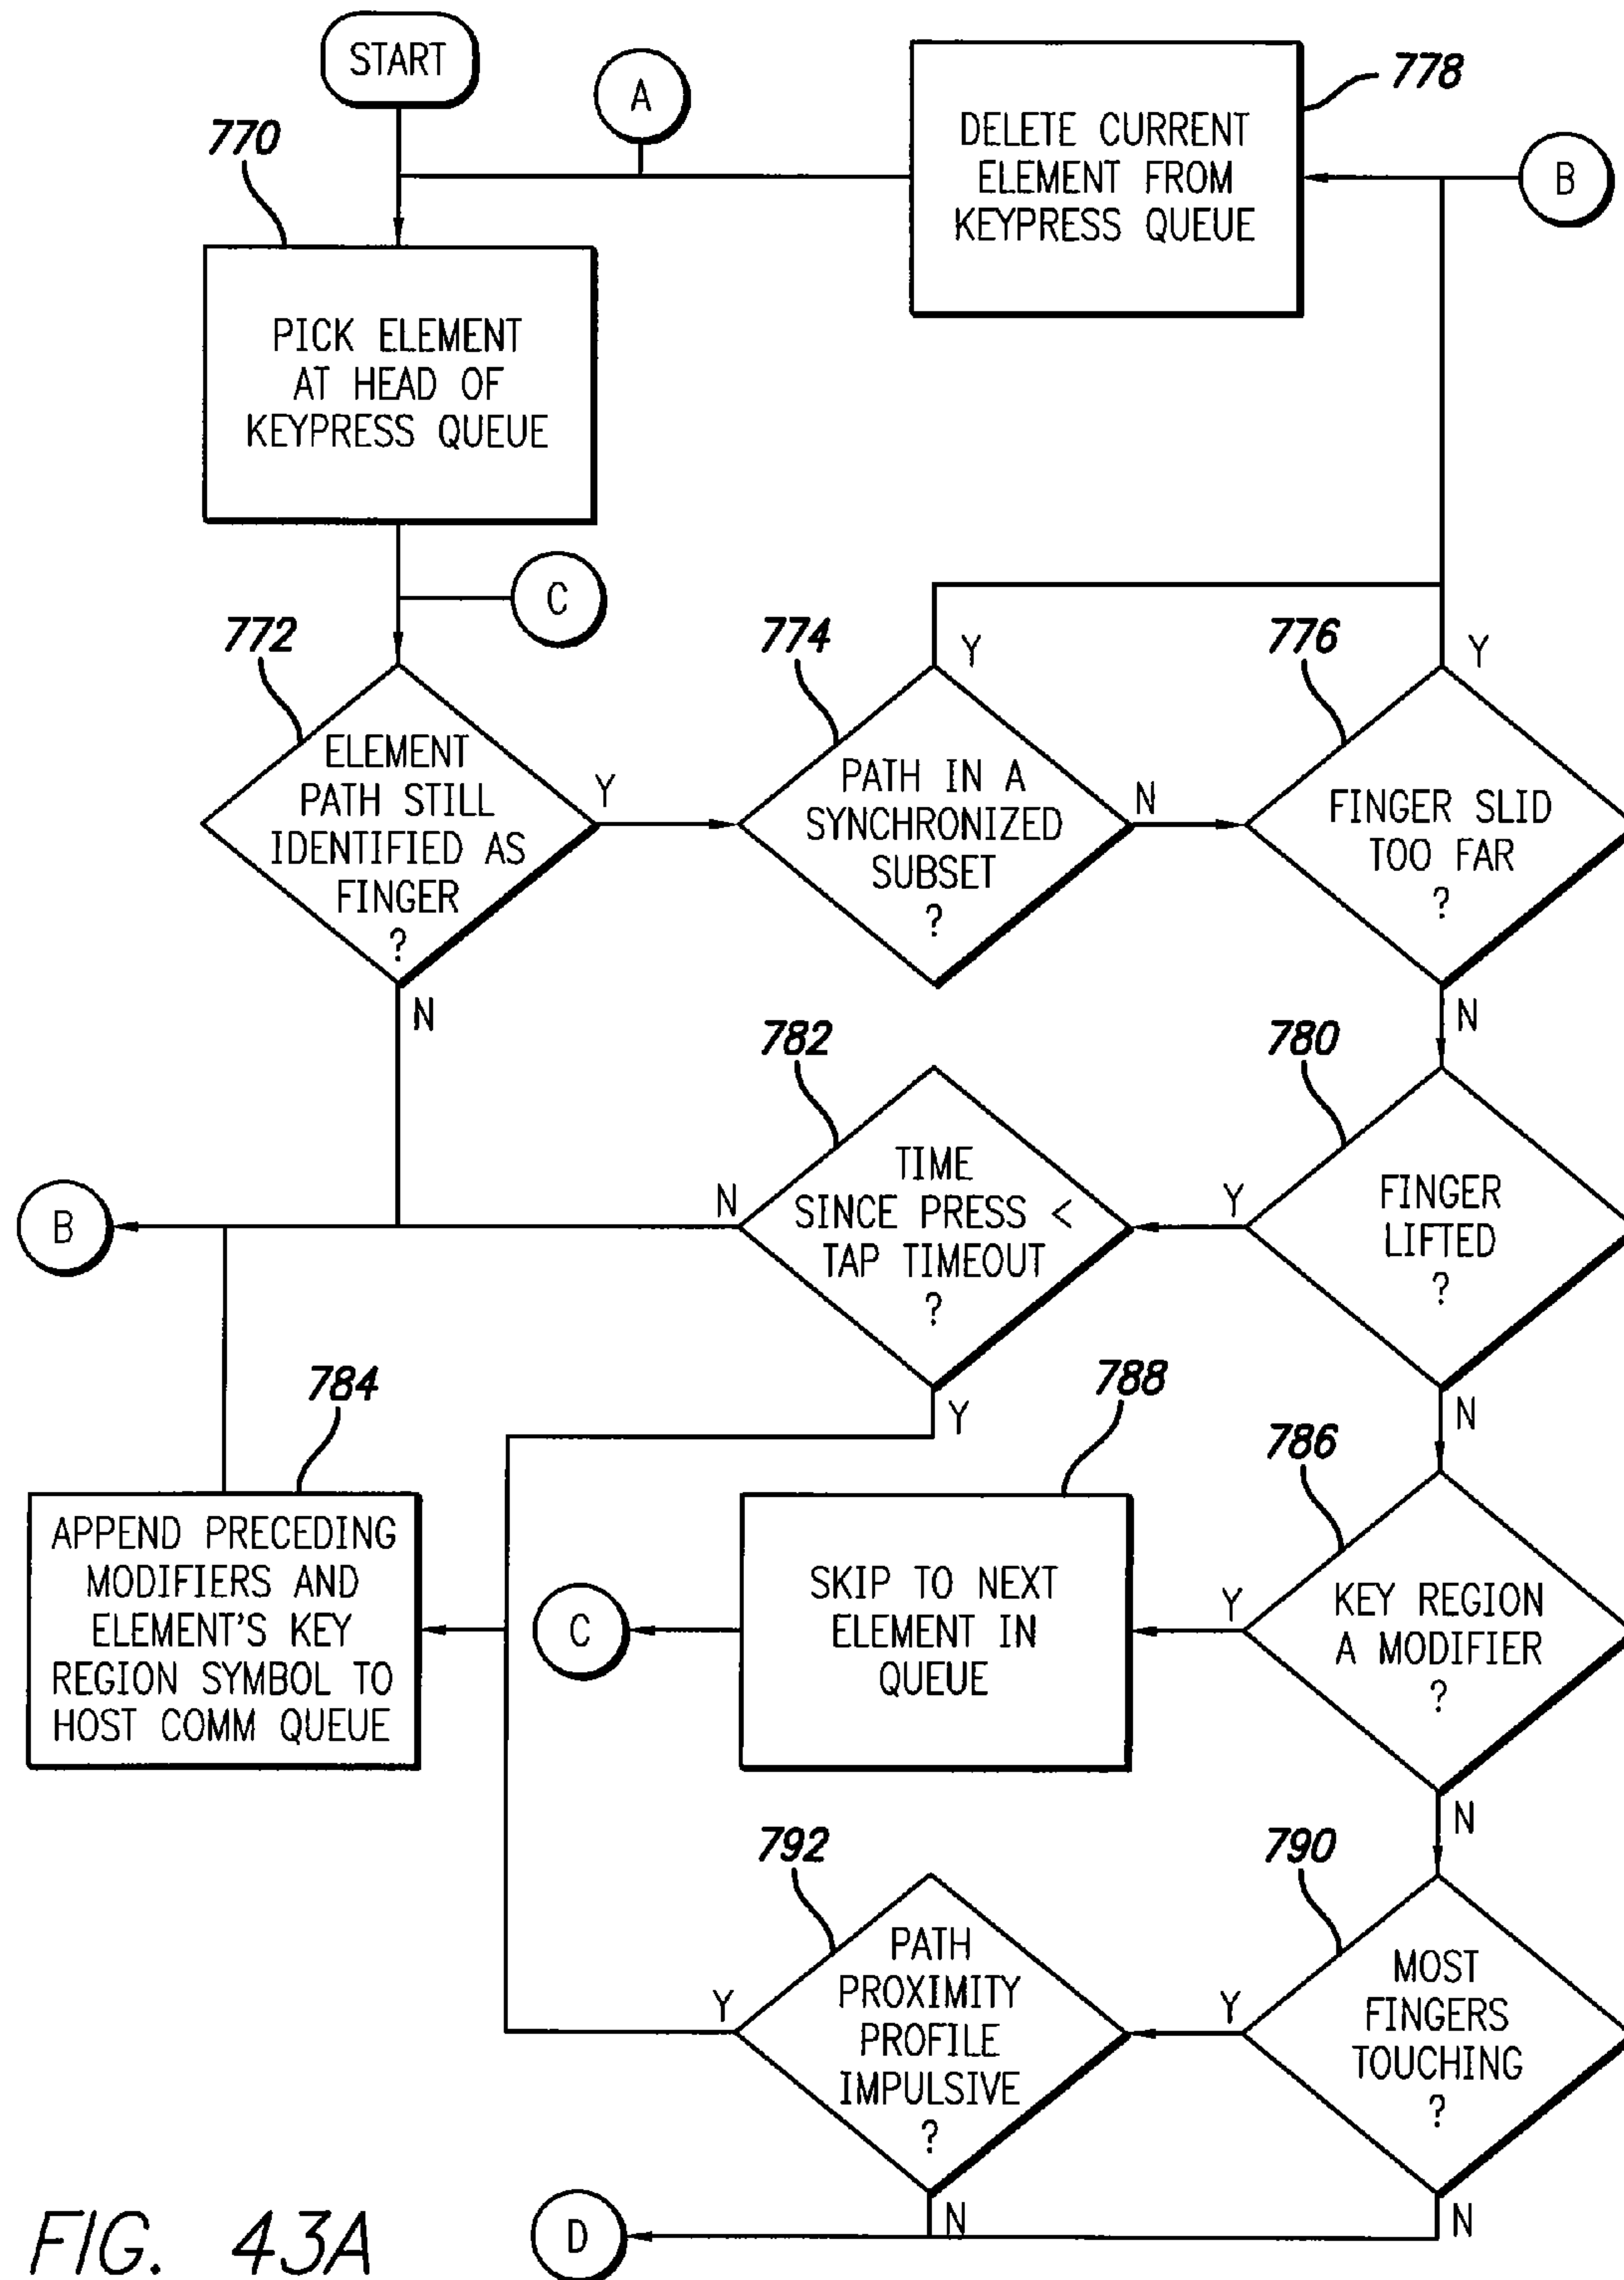 START
A
778
DELETE CURRENT
ELEMENT FROM
KEYPRESS QUEUE
B
770
PICK ELEMENT
AT HEAD OF
KEYPRESS QUEUE
C
772
ELEMENT
PATH STILL
IDENTIFIED AS
FINGER
?
Y
N
774
Y
PATH IN A
SYNCHRONIZED
SUBSET
?
N
776
Y
FINGER SLID
TOO FAR
?
N
780
FINGER
LIFTED
?
Y
N
782
TIME
SINCE PRESS <
TAP TIMEOUT
?
N
Y
B
784
APPEND PRECEDING
MODIFIERS AND
ELEMENT'S KEY
REGION SYMBOL TO
HOST COMM QUEUE
786
KEY REGION
A MODIFIER
?
Y
N
788
SKIP TO NEXT
ELEMENT IN
QUEUE
C
790
MOST
FINGERS
TOUCHING
?
Y
N
792
PATH
PROXIMITY
PROFILE
IMPULSIVE
?
Y
N
D
FIG. 43A